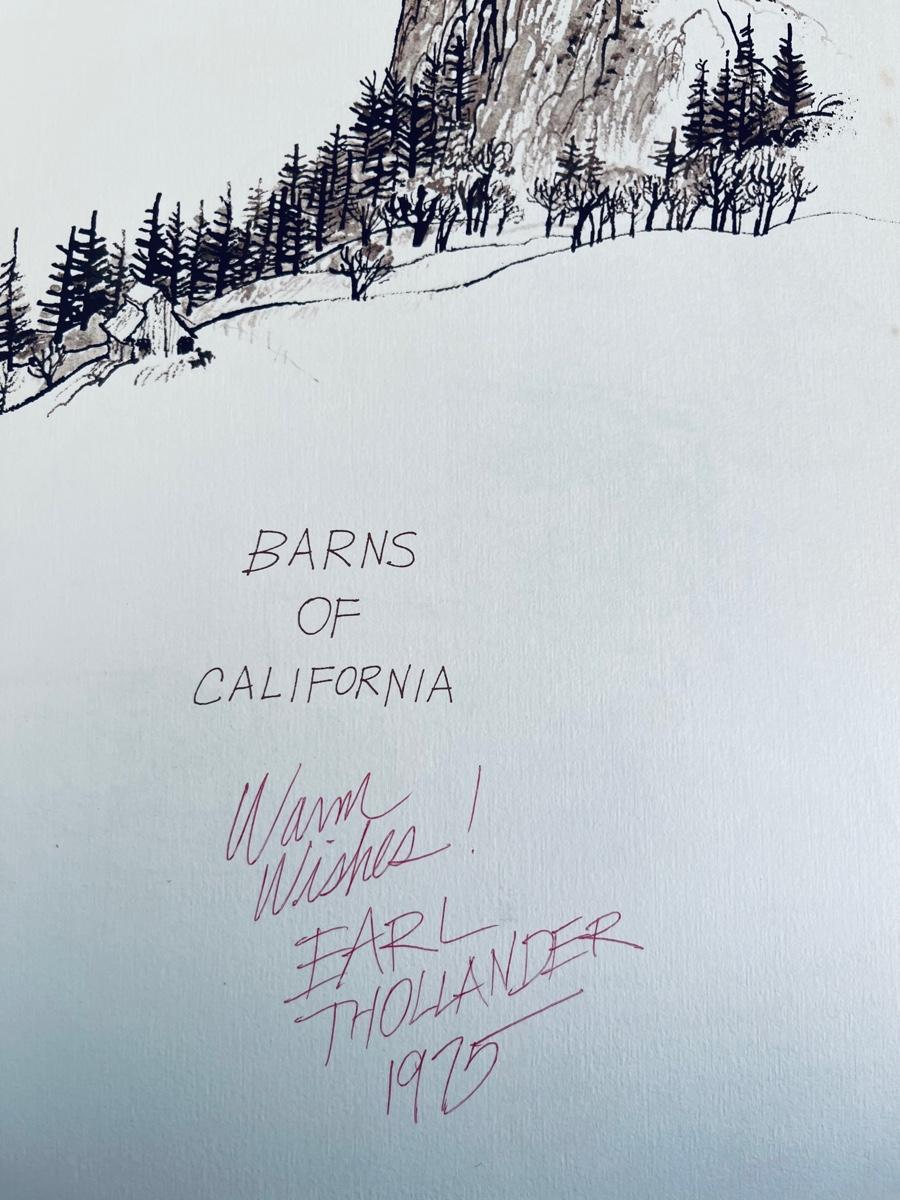 BARNS
OF
CALIFORNIA
Warm
Wishes!
EARL
THOLLANDER
1975